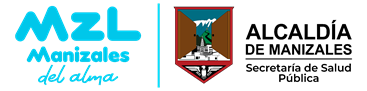 MZL
Manizales
del alma
ALCALDÍA
DE MANIZALES
Secretaría de Salud
Pública